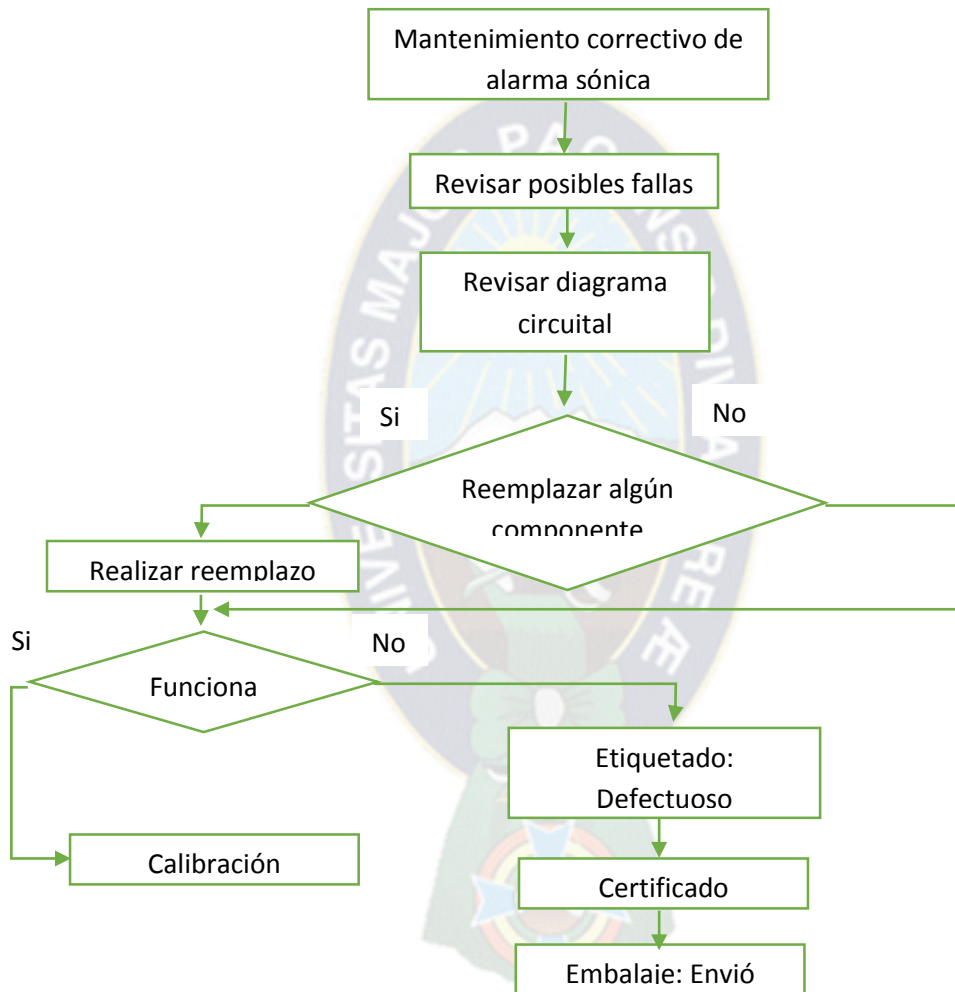 Mantenimiento correctivo de
alarma sónica
Revisar posibles fallas
Revisar diagrama
circuital
Si
No
Reemplazar algún
componente
Realizar reemplazo
Si
No
Funciona
Etiquetado:
Defectuoso
Calibración
Certificado
Embalaje: Envió